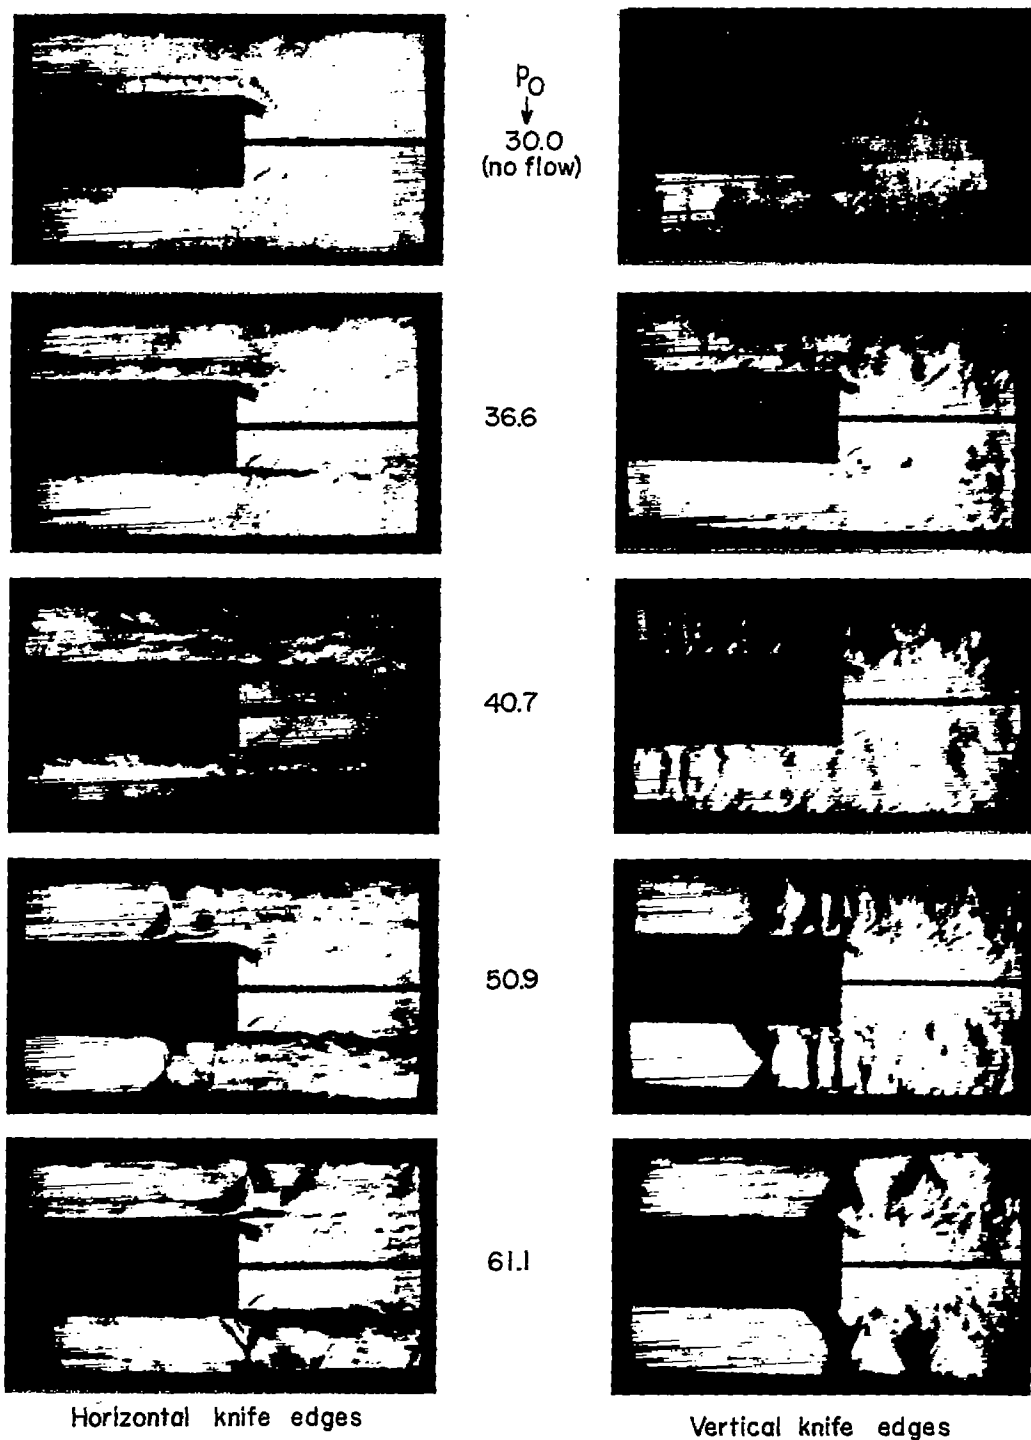 p0
30.0
(no flow)
36.6
40.7
50.9
61.1
Horizontal knife edges
Vertical knife edges